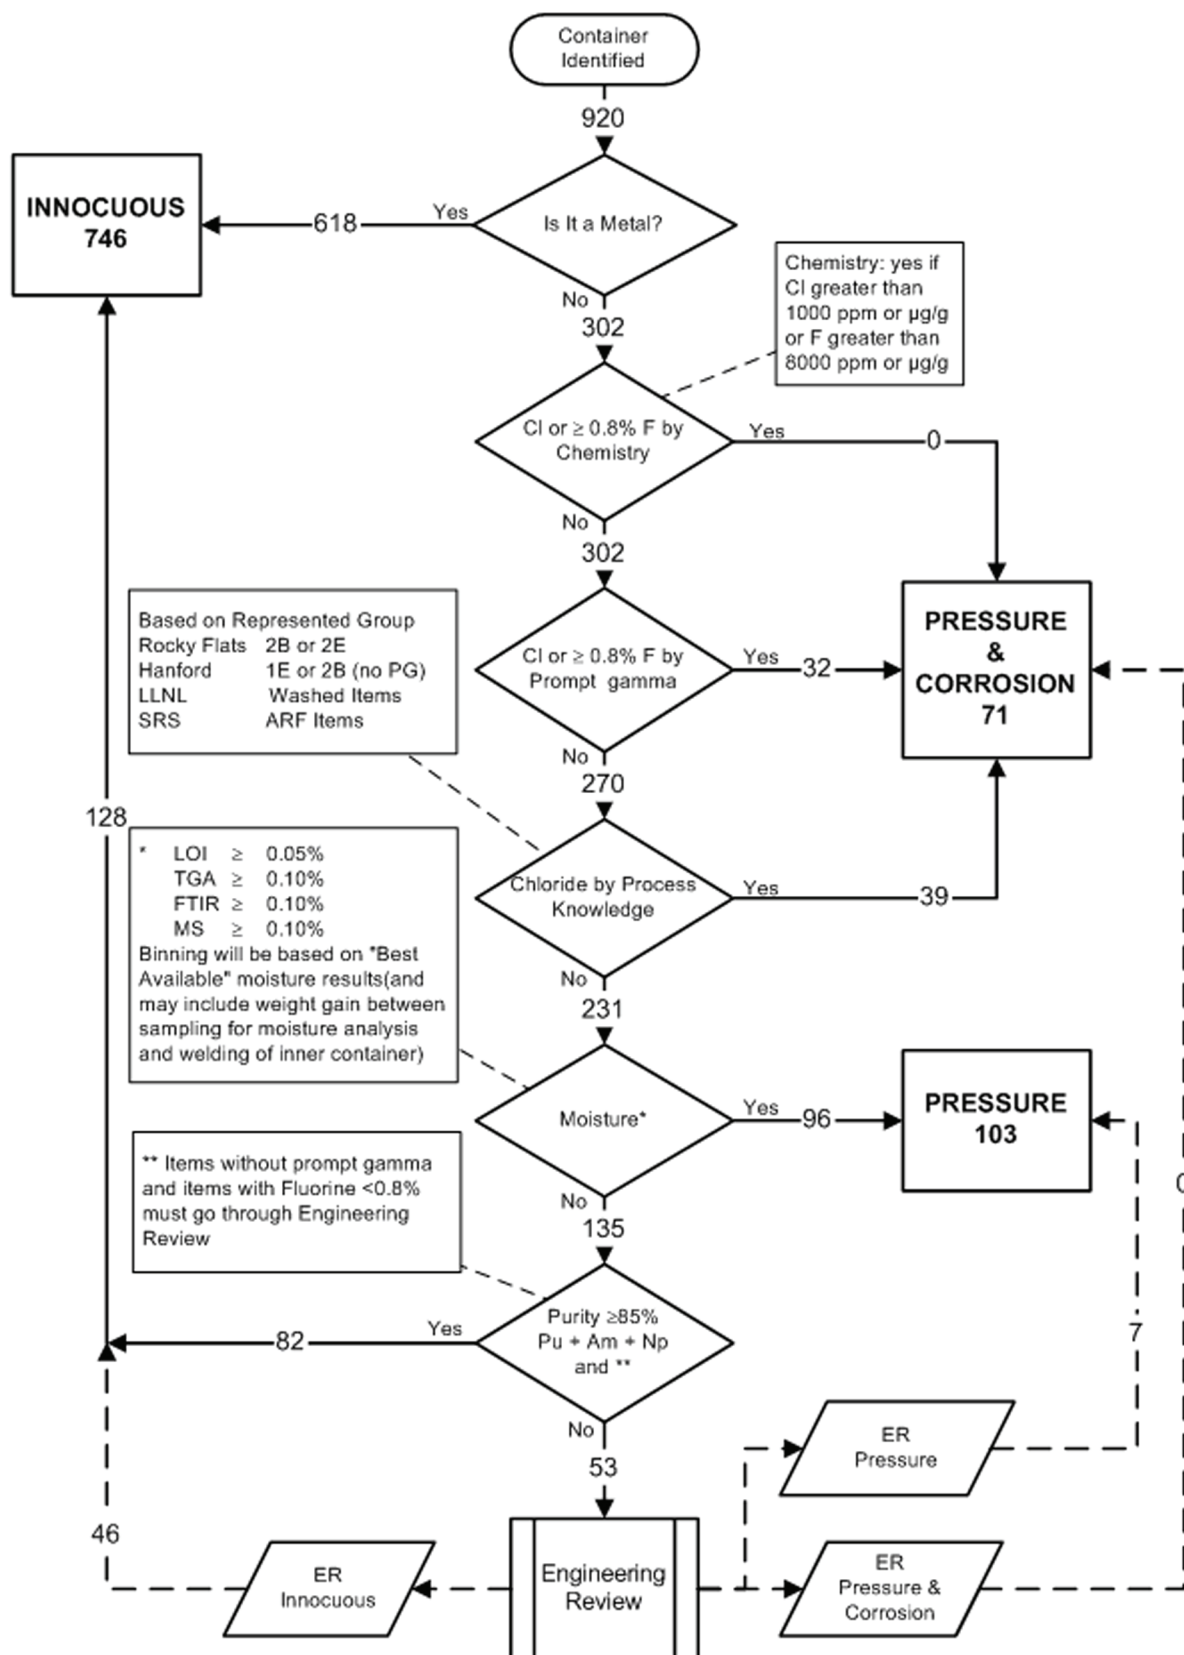 Container
Identified
920
INNOCUOUS
746
618
Yes
Is It a Metal?
No
302
Chemistry: yes if
Cl greater than
1000 ppm or µg/g
or F greater than
8000 ppm or µg/g
Cl or ≥ 0.8% F by
Chemistry
Yes
0
No
302
Based on Represented Group
Rocky Flats 2B or 2E
Hanford 1E or 2B (no PG)
LLNL Washed Items
SRS ARF Items
Cl or ≥ 0.8% F by
Prompt gamma
Yes
32
PRESSURE
&
CORROSION
71
No
270
128
* LOI ≥ 0.05%
TGA ≥ 0.10%
FTIR ≥ 0.10%
MS ≥ 0.10%
Binning will be based on "Best
Available" moisture results(and
may include weight gain between
sampling for moisture analysis
and welding of inner container)
Chloride by Process
Knowledge
Yes
39
No
231
Moisture*
Yes
96
PRESSURE
103
** Items without prompt gamma
and items with Fluorine <0.8%
must go through Engineering
Review
No
135
0
Purity ≥85%
Pu + Am + Np
and **
Yes
82
7
No
53
ER
Pressure
46
ER
Innocuous
Engineering
Review
ER
Pressure &
Corrosion